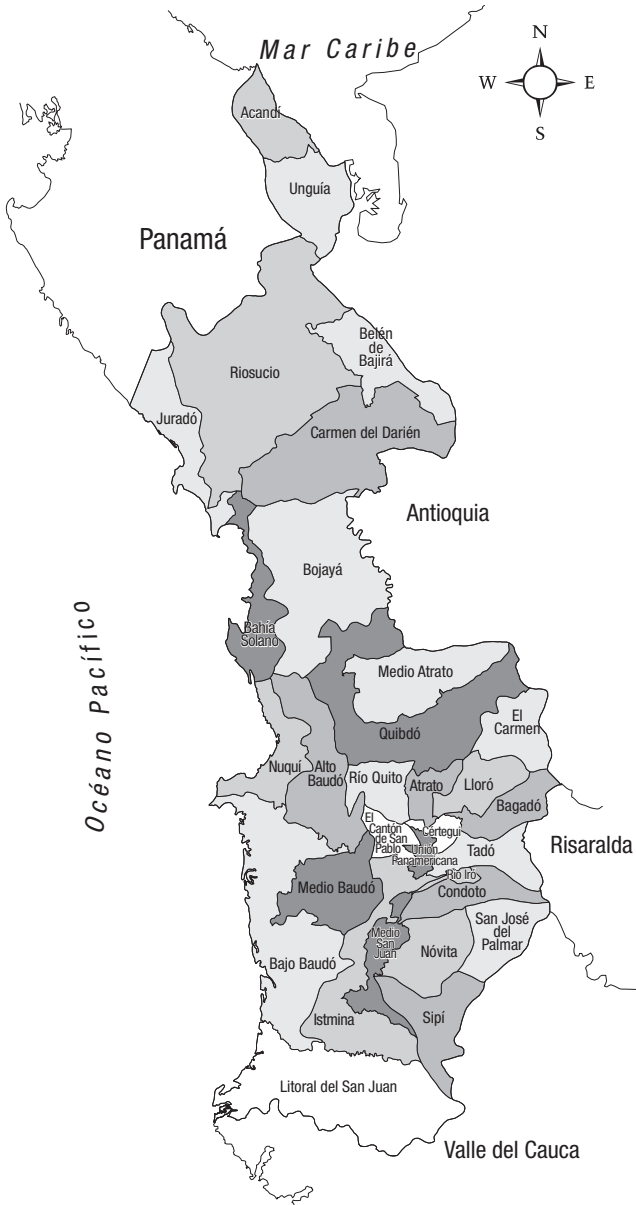 Mar Caribe
N
W
E
S
Acandí
Unguía
Panamá
Belén
de
Bajirá
Riosucio
Juradó
Carmen del Darién
Antioquia
Bojayá
Océano Pacífico
Bahía
Solano
Medio Atrato
El
Carmen
Quibdó
Nuquí
Alto
Baudó
Río Quito
Atrato
Lloró
Bagadó
El
Cantón
de San
Pablo
Cértegui
Unión
Panamericana
Tadó
Risaralda
Río Iró
Medio Baudó
Condoto
San José
del
Palmar
Medio
San
Juan
Nóvita
Bajo Baudó
Istmina
Sipí
Litoral del San Juan
Valle del Cauca